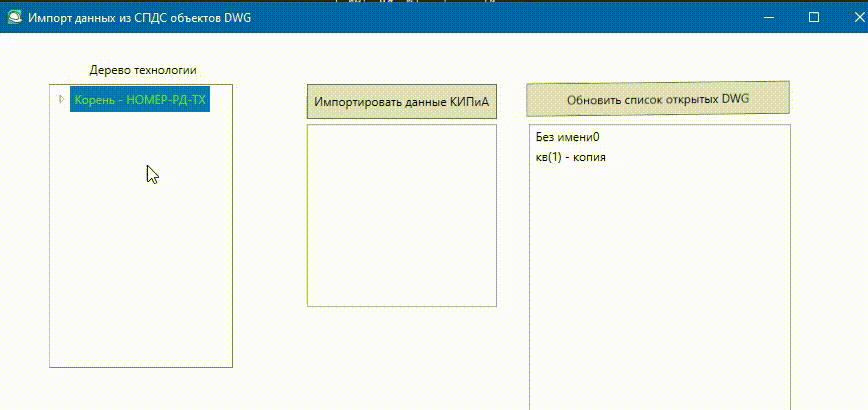 Импорт данных из СПДС объектов DWG
Дерево технологии
Корень - НОМЕР-РД-ТХ
Импортировать данные КИПиА
Обновить список открытых DWG
Без имени0
кв(1) - копия